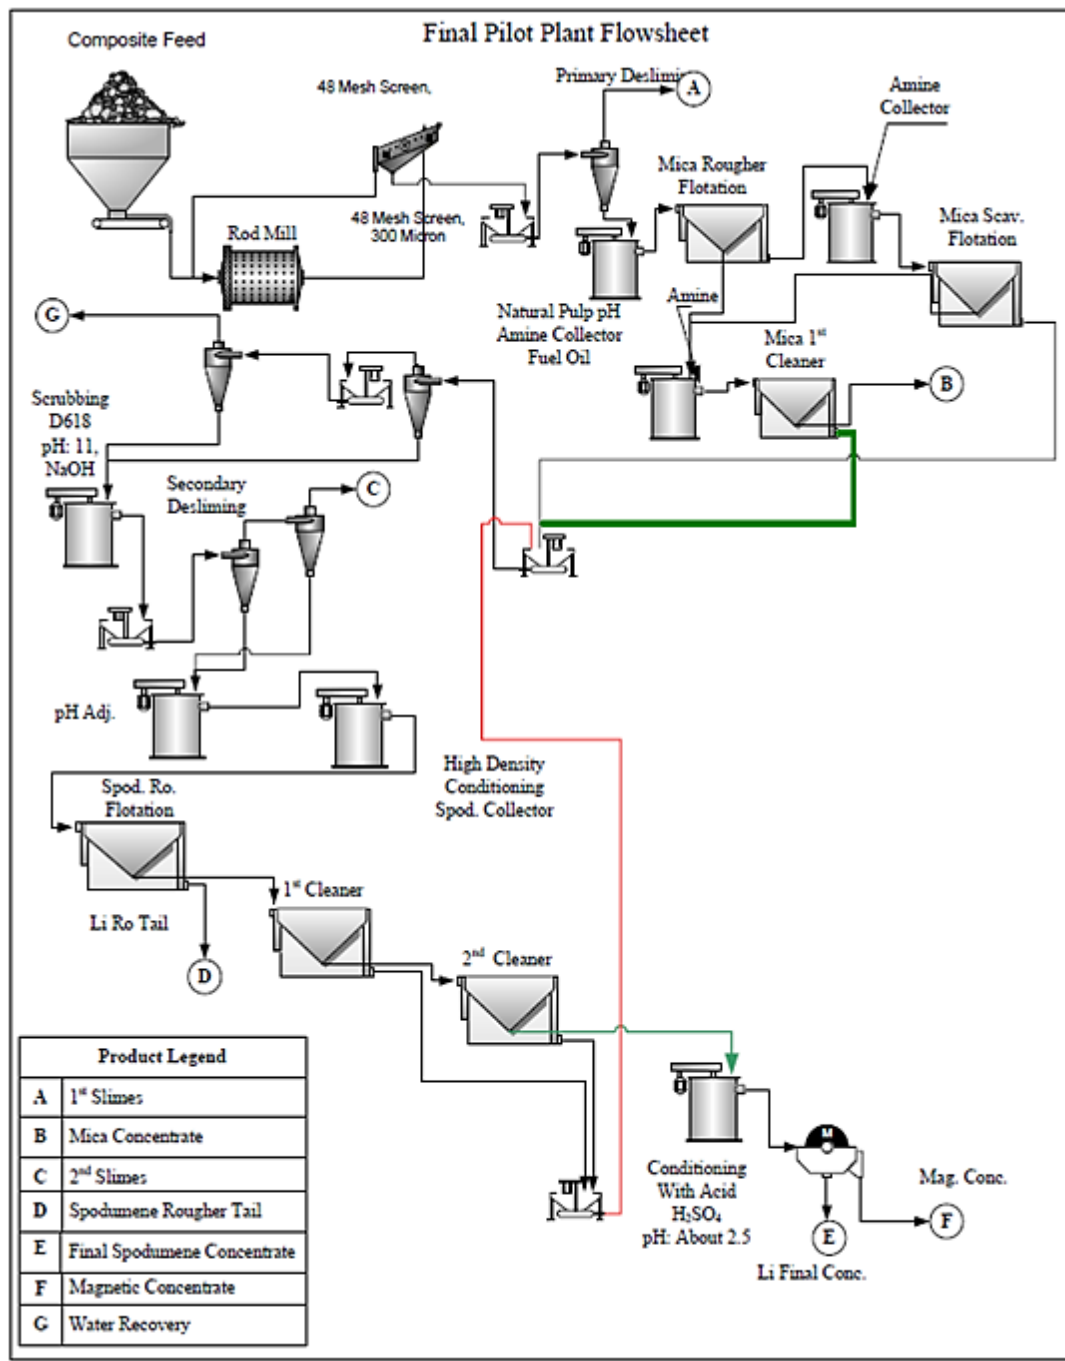 Final Pilot Plant Flowsheet
Composite Feed
48 Mesh Screen,
Primary Deslimi
A
Amine
Collector
Mica Rougher
Flotation
Mica Scav.
Flotation
48 Mesh Screen,
300 Micron
Rod Mill
G
Natural Pulp pH
Amine Collector
Fuel Oil
Amine
Mica 1st
Cleaner
B
Scrubbing
D618
pH: 11,
NaOH
Secondary
Desliming
C
pH Adj.
High Density
Conditioning
Spod. Collector
Spod. Ro.
Flotation
Li Ro Tail
D
1st Cleaner
2nd Cleaner
M
Conditioning
With Acid
H₂SO₄
pH: About 2.5
Mag. Conc.
F
E
Li Final Conc.
Product Legend
A 1st Slimes
B Mica Concentrate
C 2nd Slimes
D Spodumene Rougher Tail
E Final Spodumene Concentrate
F Magnetic Concentrate
G Water Recovery